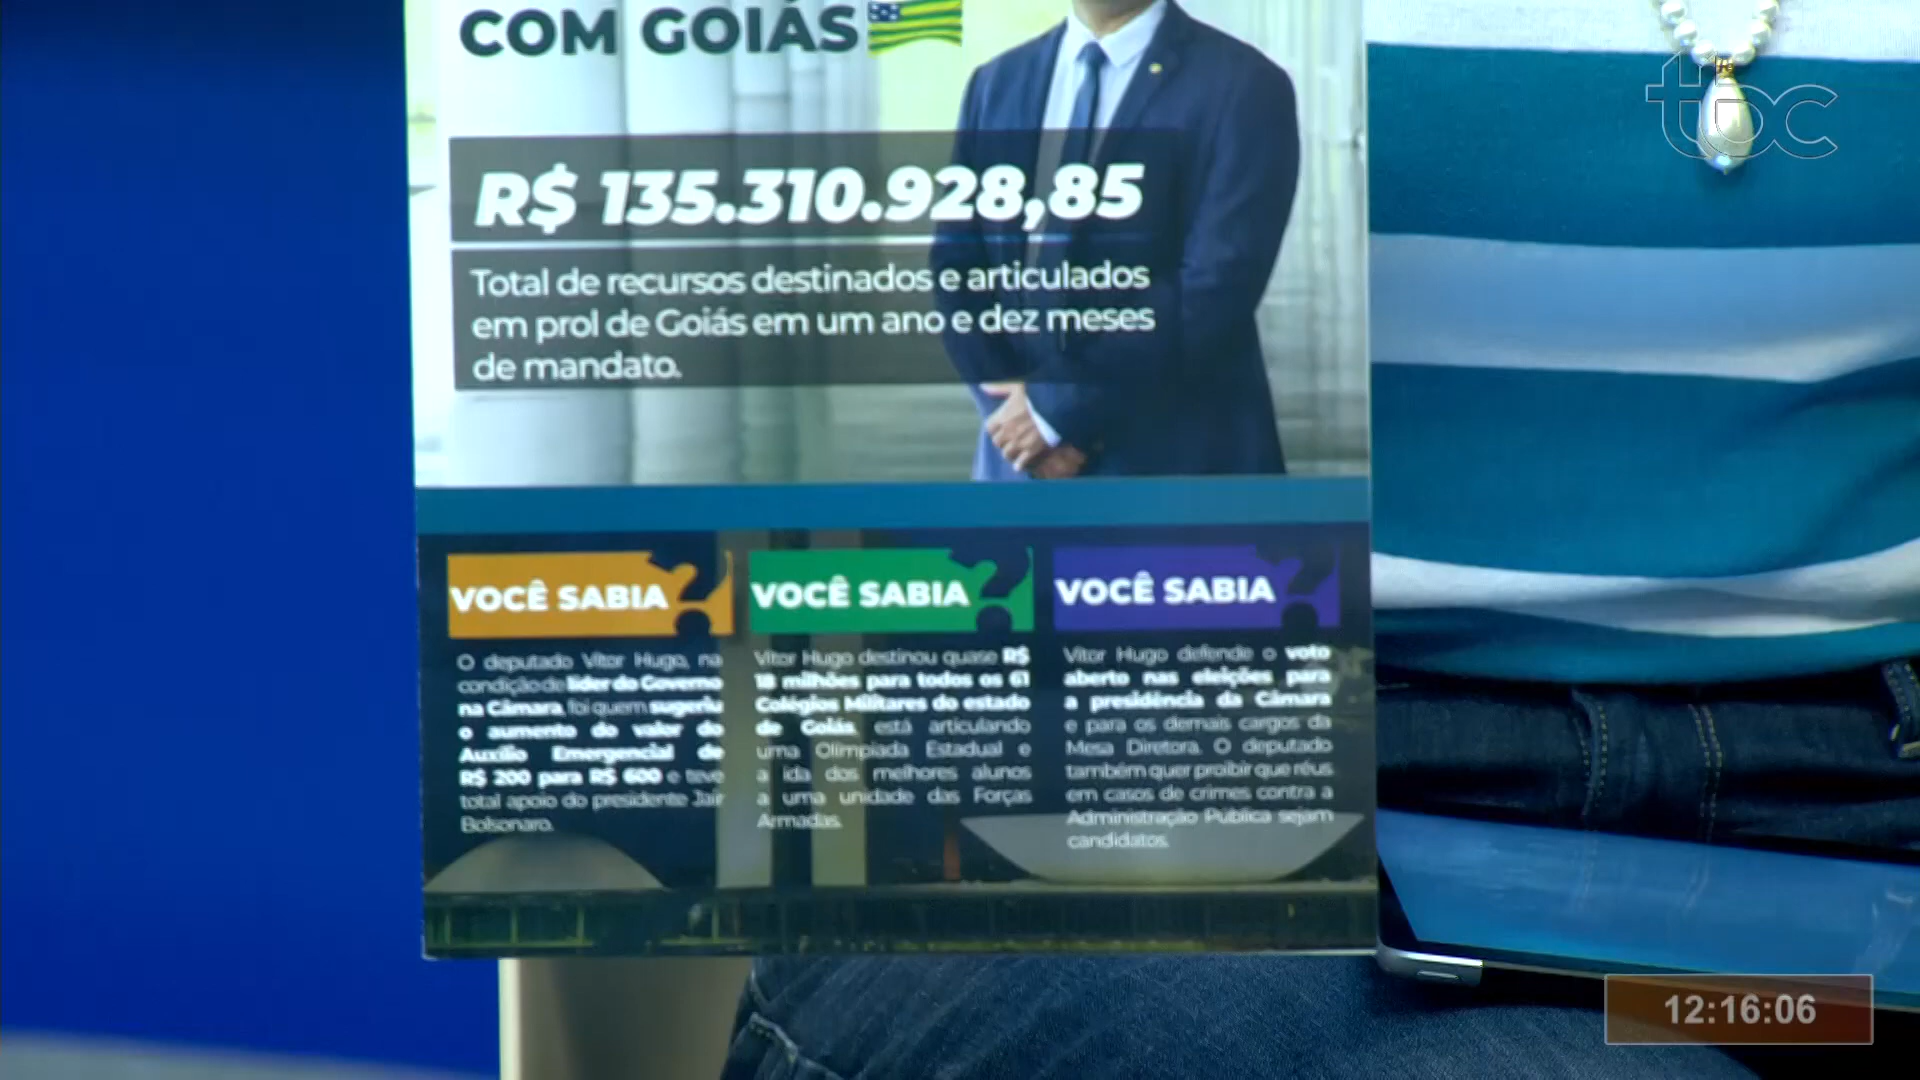 COM GOIÁS
tbc
R$ 135.310.928,85
Total de recursos destinados e articulados
em prol de Goiás em um ano e dez meses
de mandato.
VOCÊ SABIA?
O deputado Vitor Hugo, na
condição de líder do Governo
na Câmara, foi quem sugeriu
o aumento do valor do
Auxílio Emergencial de
R$ 200 para R$ 600 e teve
total apoio do presidente Jair
Bolsonaro.
VOCÊ SABIA?
Vitor Hugo destinou quase R$
18 milhões para todos os 61
Colégios Militares do estado
de Goiás, está articulando
uma Olimpíada Estadual e
a ida dos melhores alunos
a uma unidade das Forças
Armadas.
VOCÊ SABIA?
Vitor Hugo defende o voto
aberto nas eleições para
a presidência da Câmara
e para os demais cargos da
Mesa Diretora. O deputado
também quer proibir que réus
em casos de crimes contra a
Administração Pública sejam
candidatos.
12:16:06